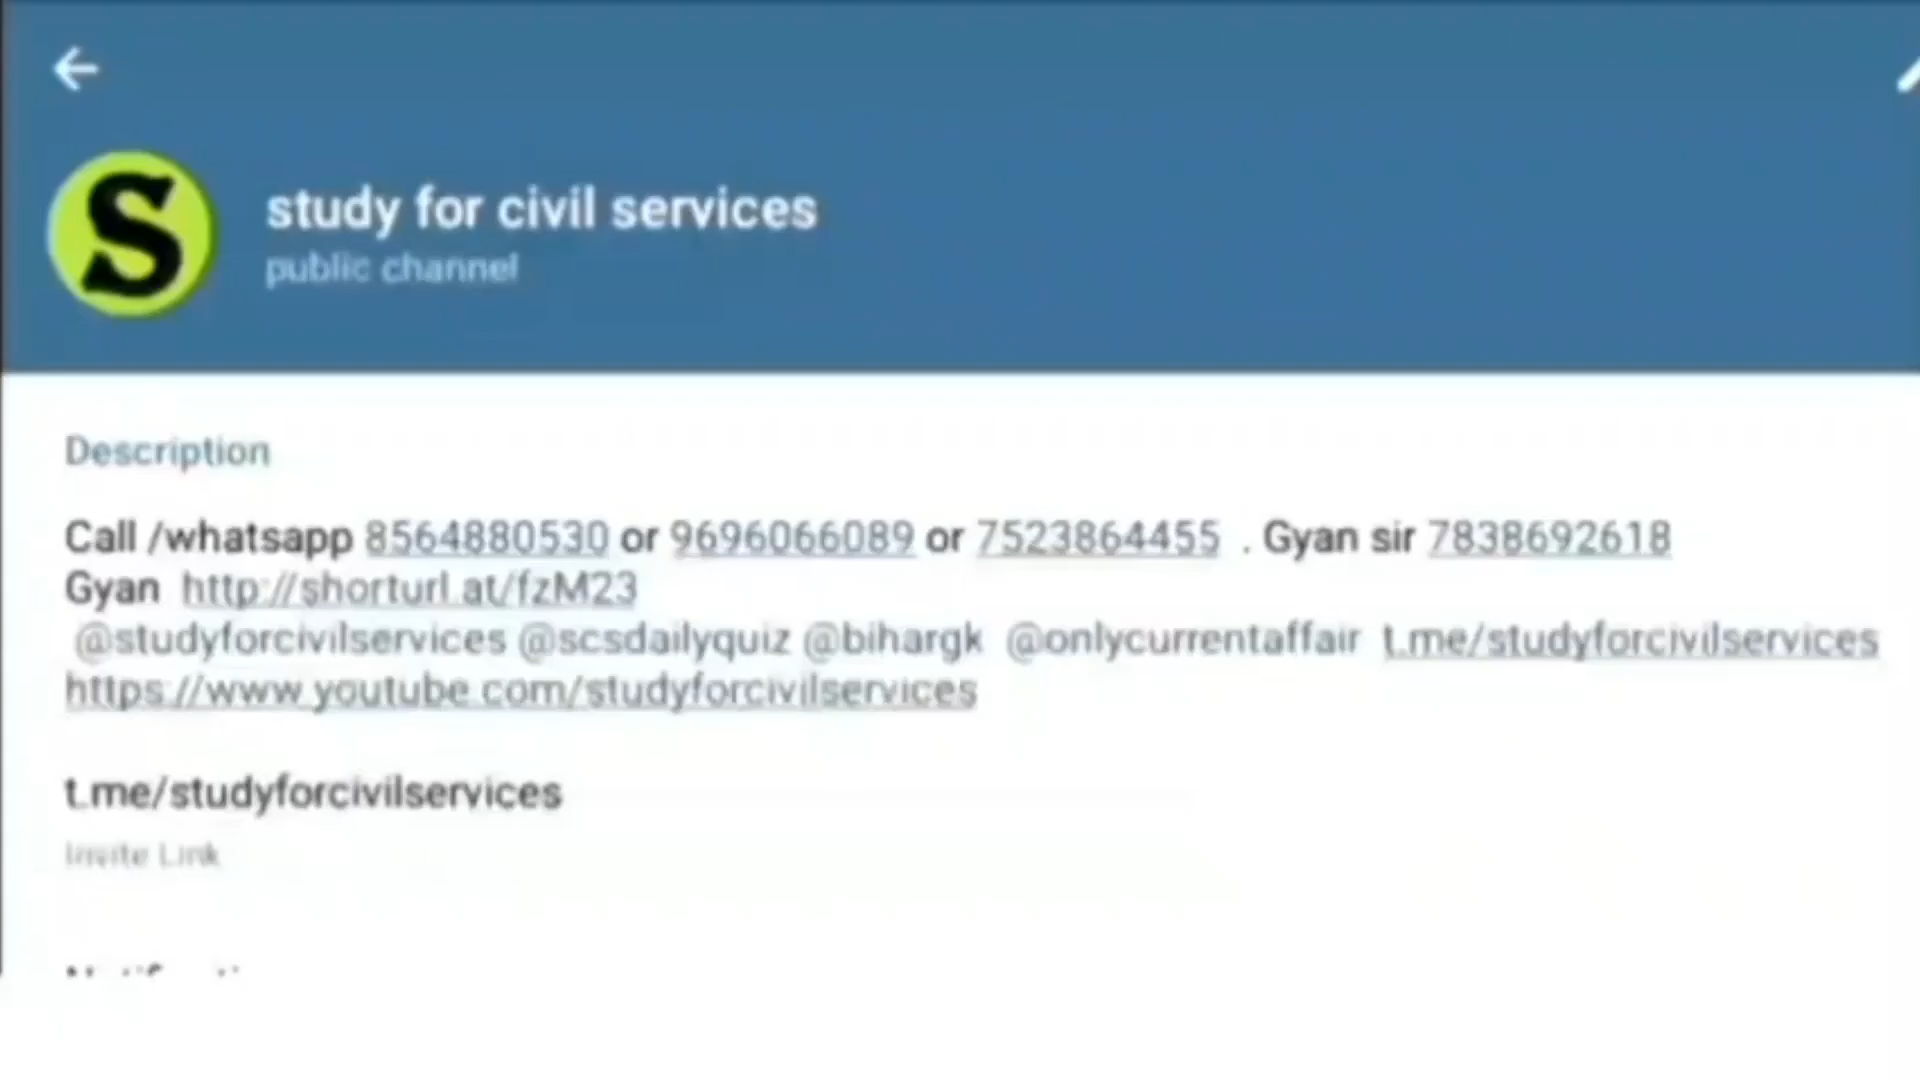 S
study for civil services
public channel
Description
Call /whatsapp 8564880530 or 9696066089 or 7523864455 . Gyan sir 7838692618
Gyan http://shorturl.at/fzM23
@studyforcivilservices @scsdailyquiz @bihargk @onlycurrentaffair t.me/studyforcivilservices
https://www.youtube.com/studyforcivilservices
t.me/studyforcivilservices
Invite Link